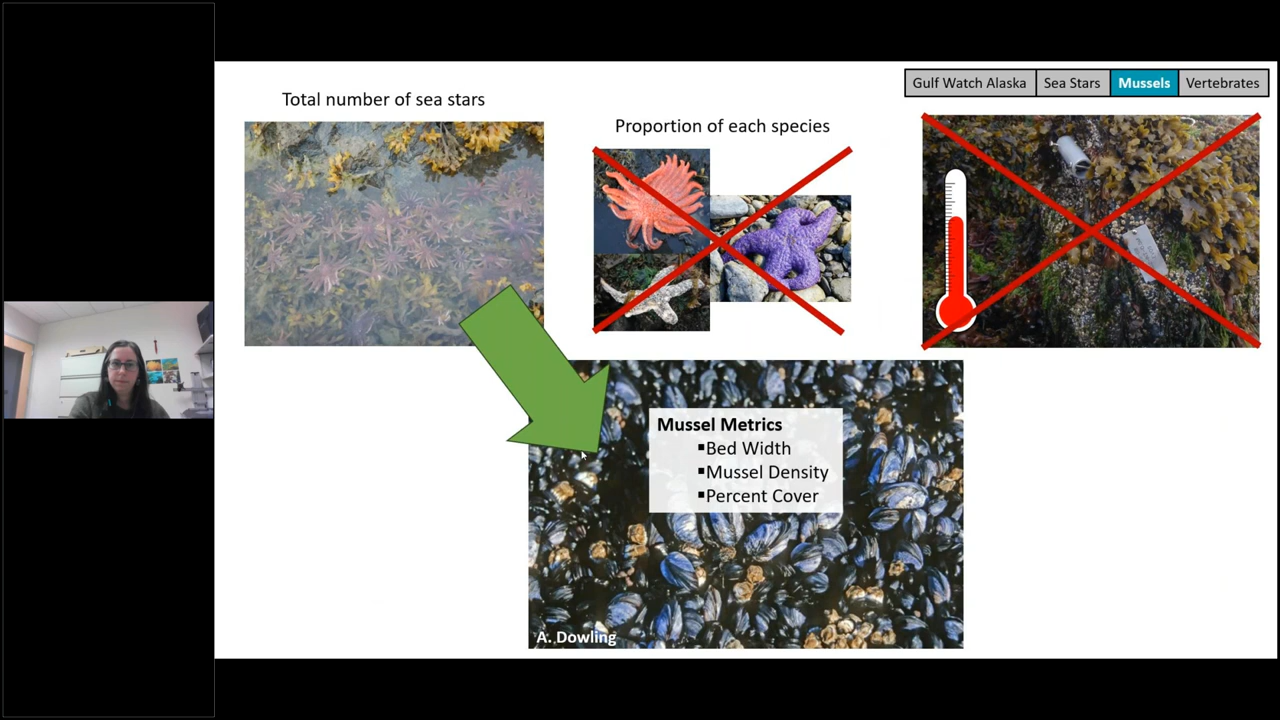 Gulf Watch Alaska
Sea Stars
Mussels
Vertebrates
Total number of sea stars
Proportion of each species
Mussel Metrics
▪Bed Width
▪Mussel Density
▪Percent Cover
A. Dowling